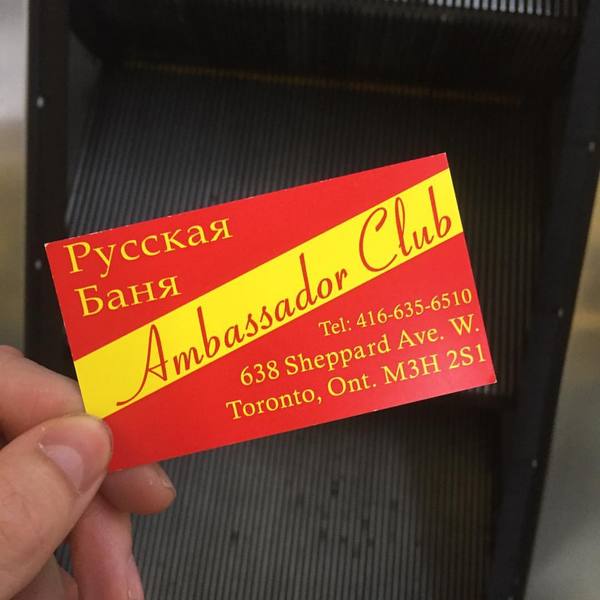 Русская
Баня
Ambassador Club
Tel: 416-635-6510
638 Sheppard Ave. W.
Toronto, Ont. M3H 2S1